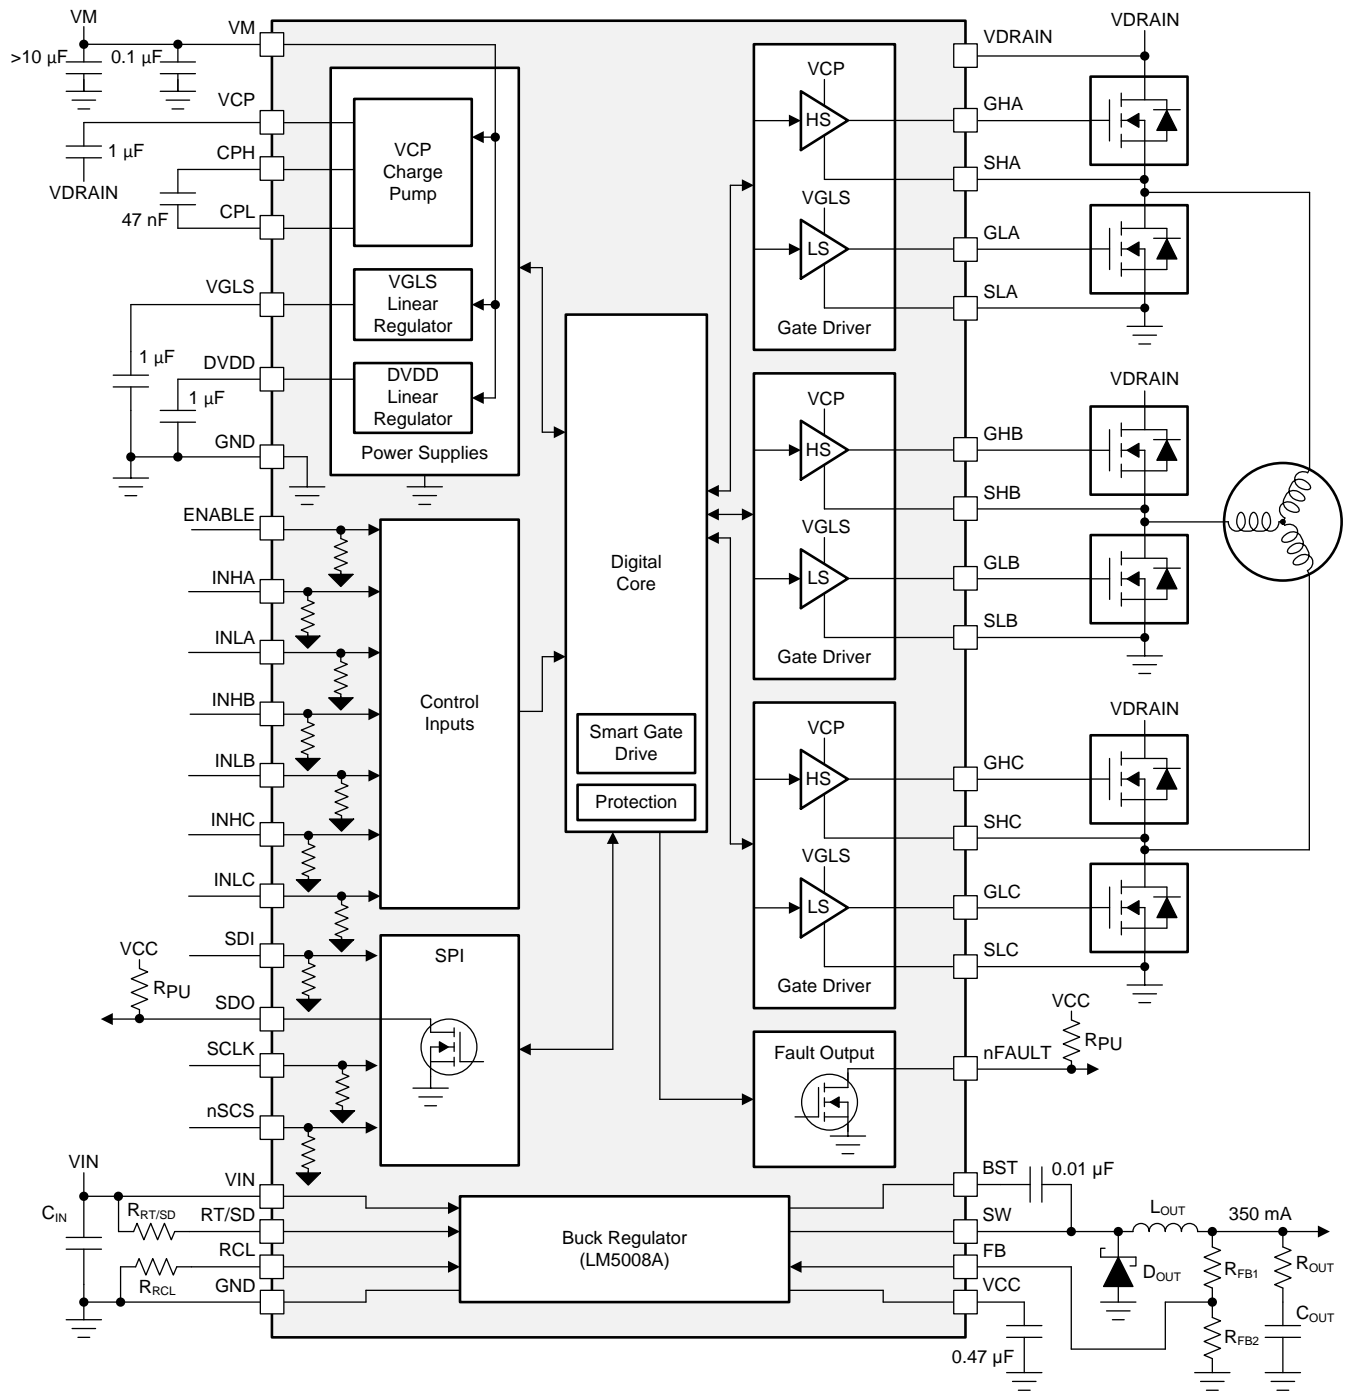 VM
>10 µF
0.1 µF
VM
VCP
1 µF
VDRAIN
CPH
47 nF
CPL
VGLS
1 µF
DVDD
1 µF
GND
VCP
Charge
Pump
VGLS
Linear
Regulator
DVDD
Linear
Regulator
Power Supplies
ENABLE
INHA
INLA
INHB
INLB
INHC
INLC
Control
Inputs
SDI
VCC
RPU
SDO
SCLK
nSCS
SPI
Digital
Core
Smart Gate
Drive
Protection
VCP
HS
VGLS
LS
Gate Driver
VCP
HS
VGLS
LS
Gate Driver
VCP
HS
VGLS
LS
Gate Driver
Fault Output
VDRAIN
VDRAIN
GHA
SHA
GLA
SLA
VDRAIN
GHB
SHB
GLB
SLB
VDRAIN
GHC
SHC
GLC
SLC
VCC
RPU
nFAULT
VIN
CIN
VIN
RRT/SD
RT/SD
RCL
RRCL
GND
Buck Regulator
(LM5008A)
BST
0.01 µF
SW
LOUT
350 mA
FB
DOUT
RFB1
ROUT
VCC
0.47 µF
RFB2
COUT